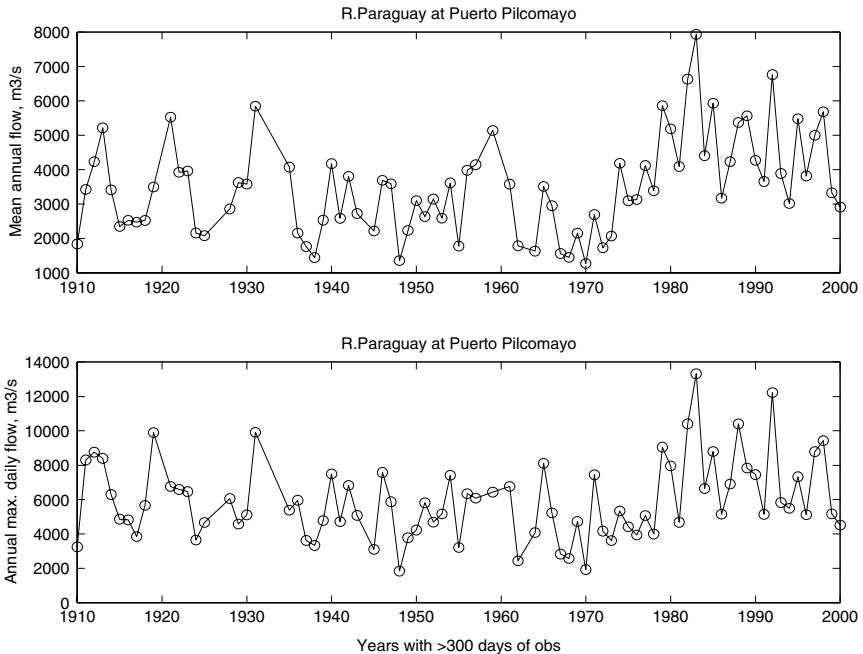 R.Paraguay at Puerto Pilcomayo
Mean annual flow, m3/s
8000
7000
6000
5000
4000
3000
2000
1000
1910 1920 1930 1940 1950 1960 1970 1980 1990 2000
R.Paraguay at Puerto Pilcomayo
Annual max. daily flow, m3/s
14000
12000
10000
8000
6000
4000
2000
0
1910 1920 1930 1940 1950 1960 1970 1980 1990 2000
Years with >300 days of obs